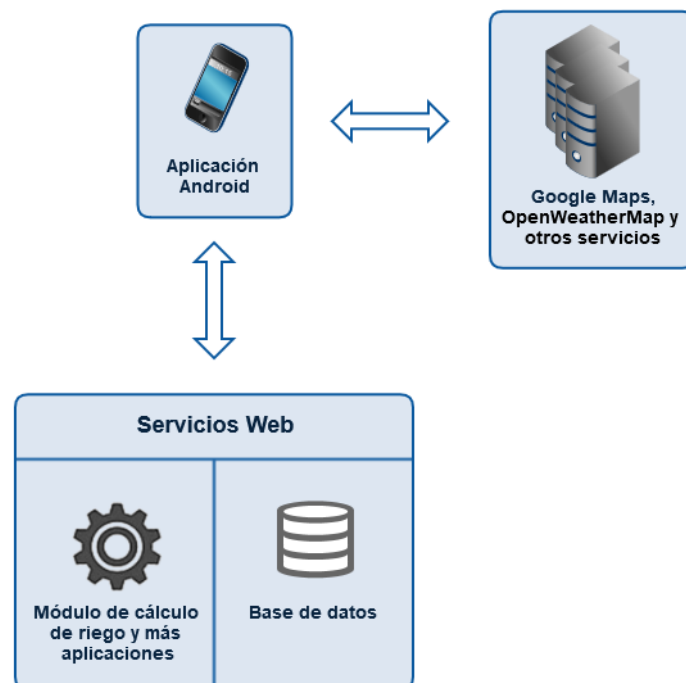 Aplicación
Android
Google Maps,
OpenWeatherMap y
otros servicios
Servicios Web
Módulo de cálculo
de riego y más
aplicaciones
Base de datos